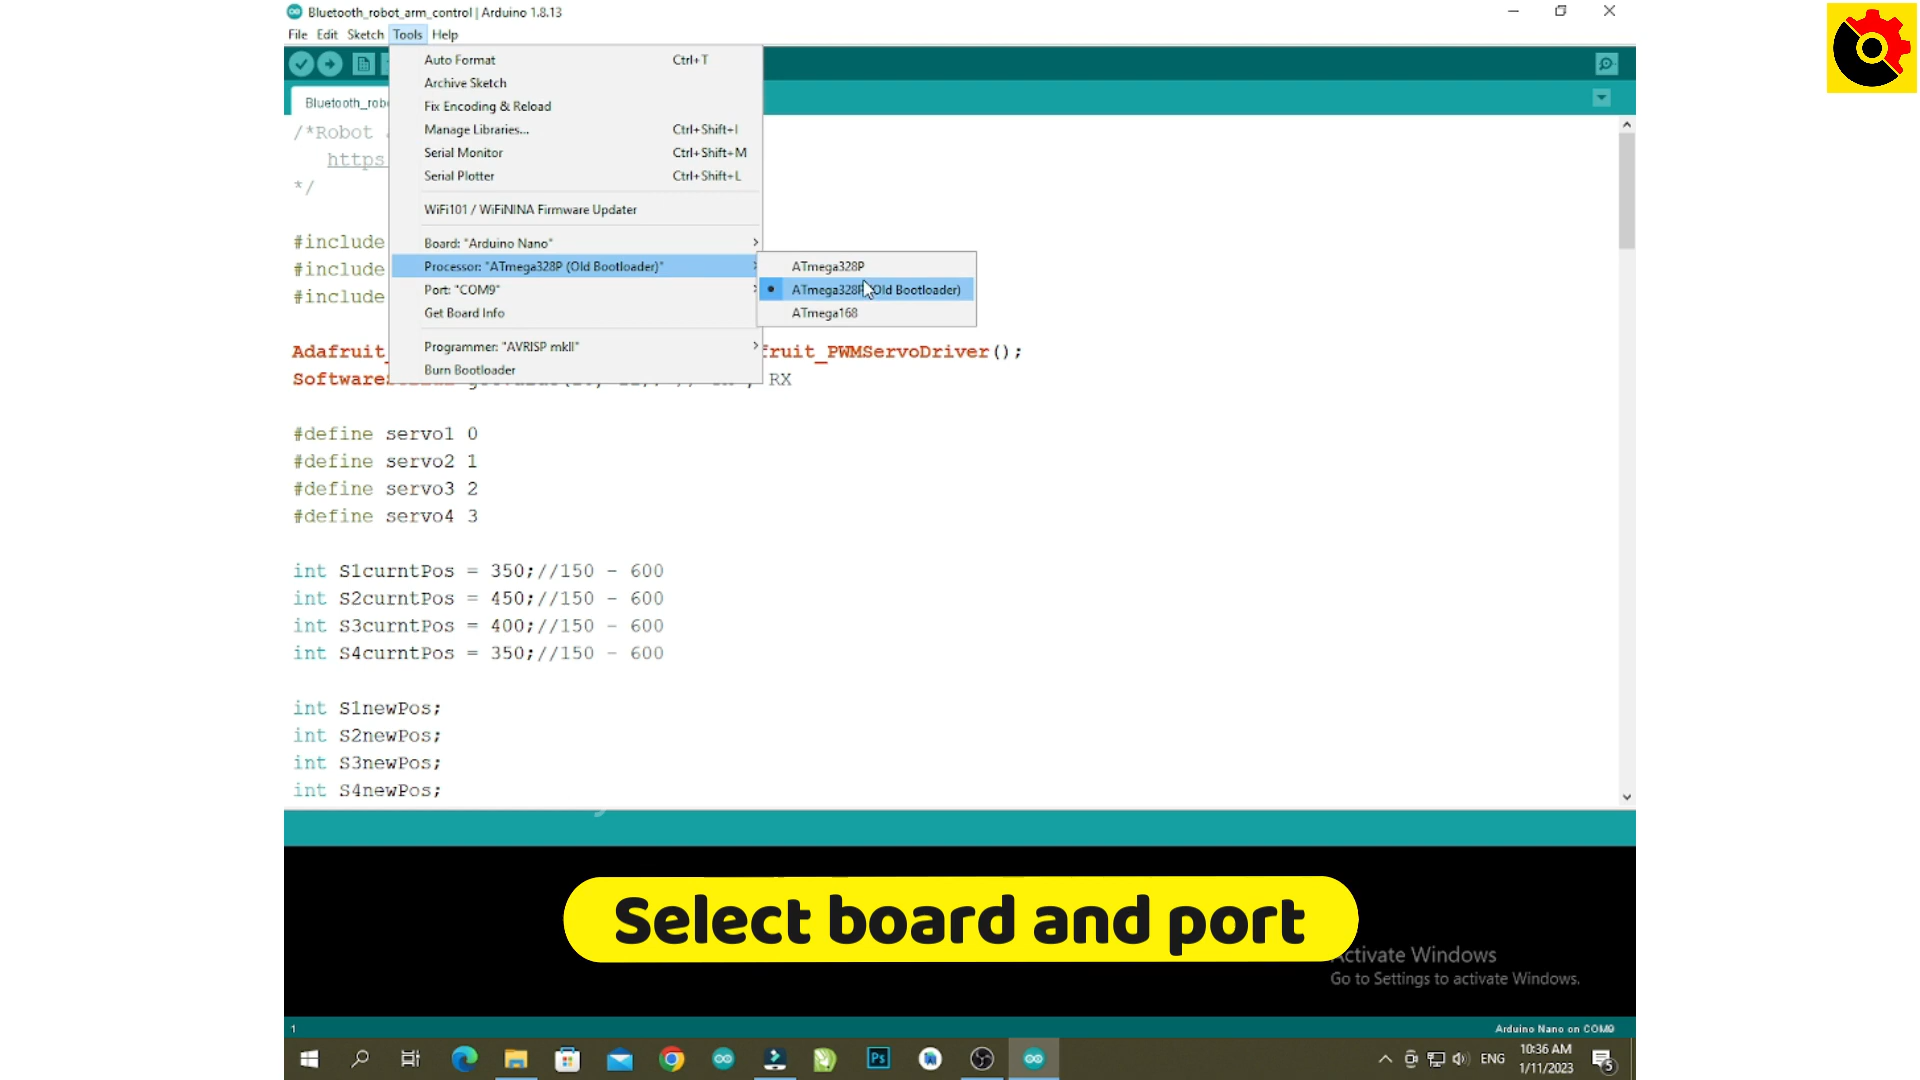 Bluetooth_robot_arm_control | Arduino 1.8.13
File Edit Sketch Tools Help
Auto Format Ctrl+T
Archive Sketch
Fix Encoding & Reload
Manage Libraries... Ctrl+Shift+I
Serial Monitor Ctrl+Shift+M
Serial Plotter Ctrl+Shift+L
WiFi101 / WiFiNINA Firmware Updater
Board: "Arduino Nano"
Processor: "ATmega328P (Old Bootloader)"
Port: "COM9"
Get Board Info
Programmer: "AVRISP mkII"
Burn Bootloader
ATmega328P
ATmega328P (Old Bootloader)
ATmega168
Bluetooth_rob
/*Robot
https
*/
#include
#include
#include
Adafruit_ fruit_PWMServoDriver();
Software RX
#define servo1 0
#define servo2 1
#define servo3 2
#define servo4 3
int S1curntPos = 350;//150 - 600
int S2curntPos = 450;//150 - 600
int S3curntPos = 400;//150 - 600
int S4curntPos = 350;//150 - 600
int S1newPos;
int S2newPos;
int S3newPos;
int S4newPos;
Select board and port
Activate Windows
Go to Settings to activate Windows.
1 Arduino Nano on COM9
Ps
ENG
10:36 AM
1/11/2023
5